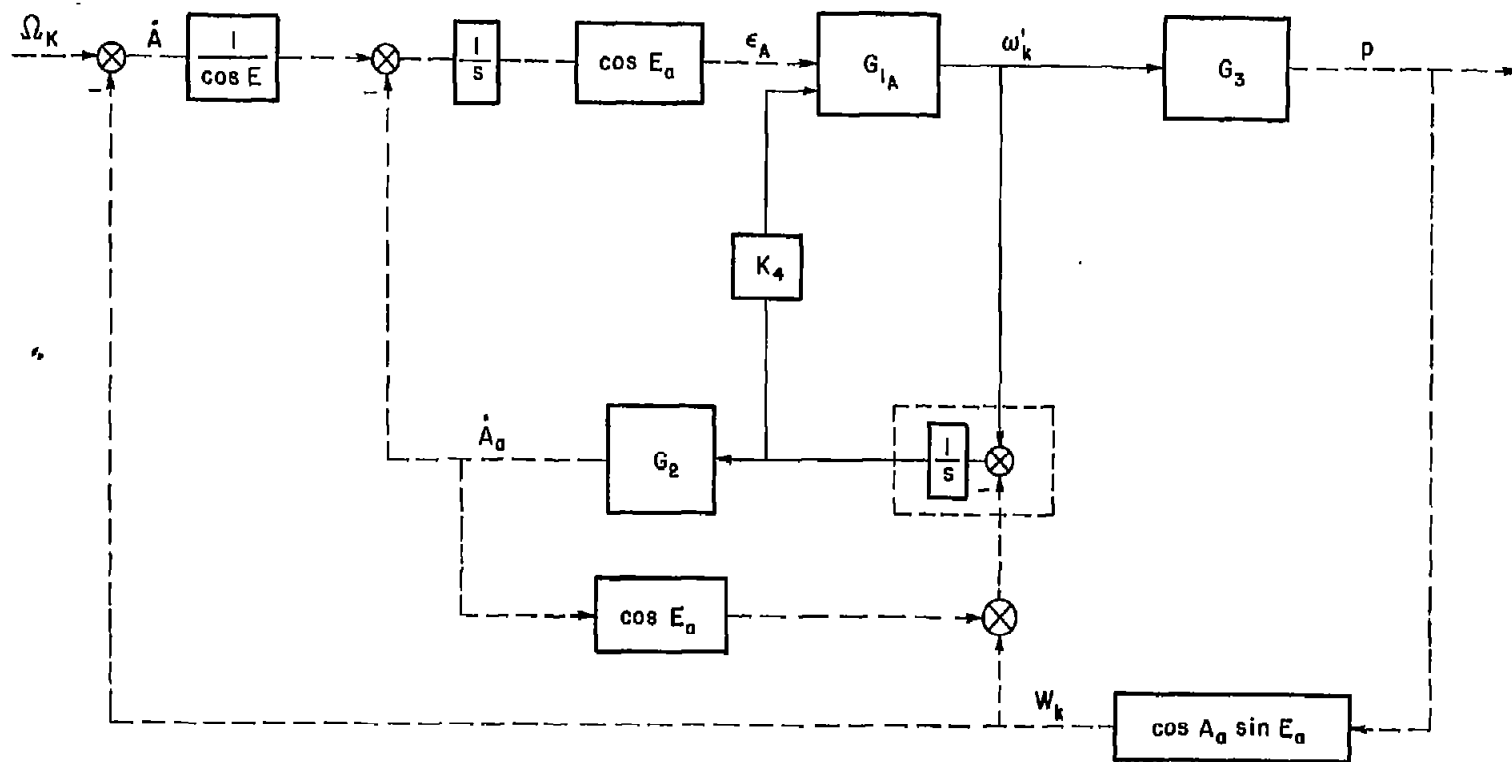 Ω_K
Ȧ
1/cos E
1/s
cos E_a
ϵ_A
G_1_A
ω'_k
G_3
p
-
-
K_4
Ȧ_a
G_2
1/s
-
cos E_a
W_k
cos A_a sin E_a